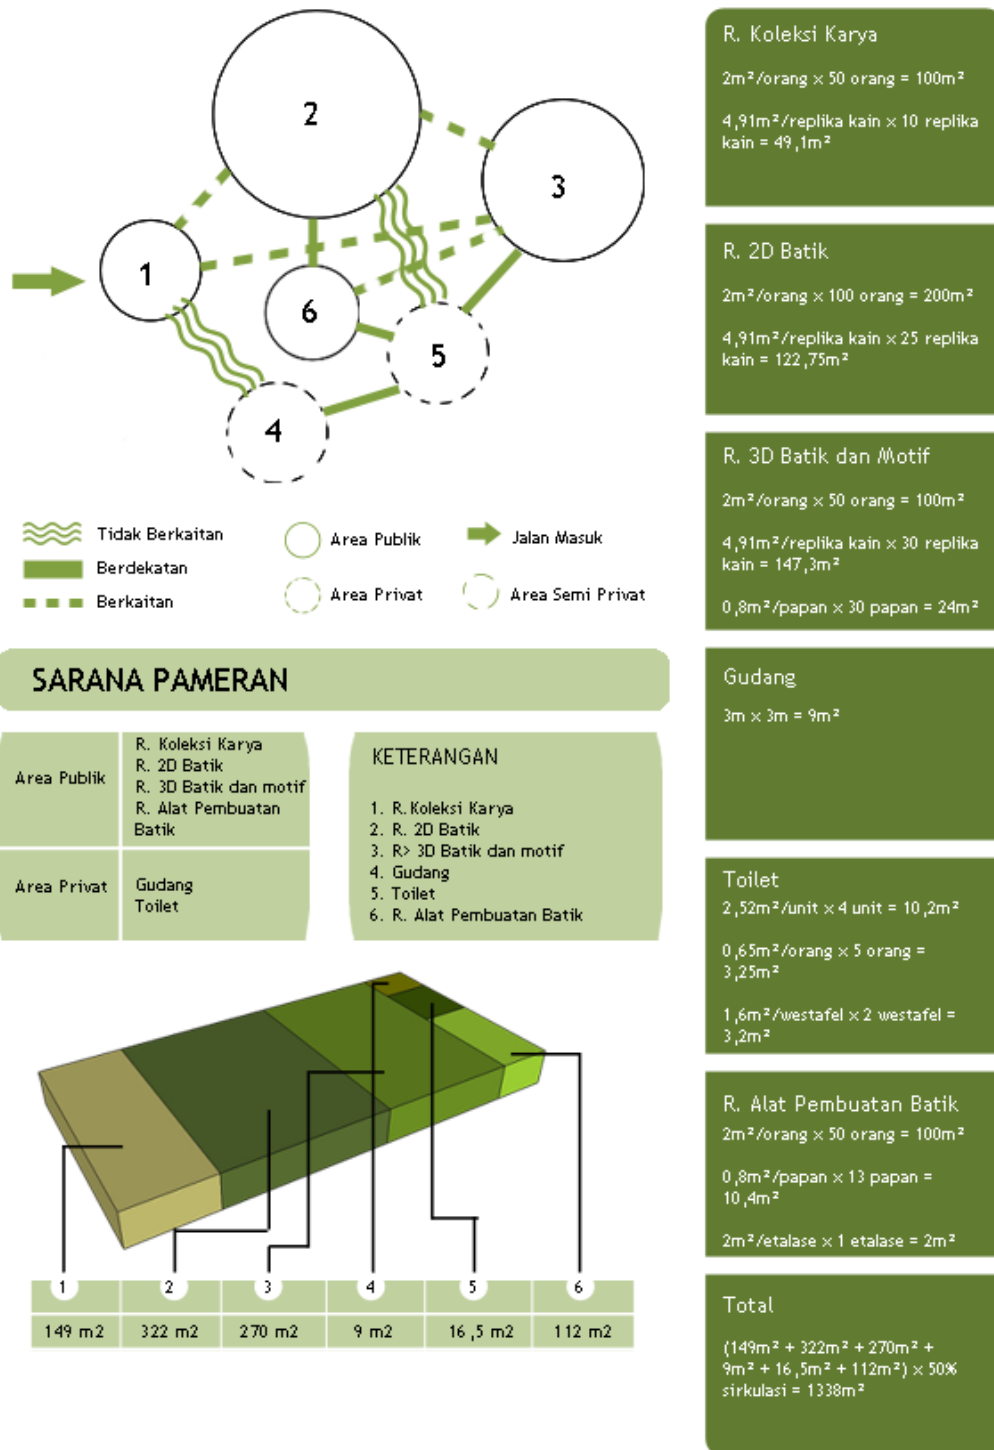 2
3
1
6
5
4
Tidak Berkaitan
Berdekatan
Berkaitan
Area Publik
Area Privat
Jalan Masuk
Area Semi Privat
SARANA PAMERAN
Area Publik
R. Koleksi Karya
R. 2D Batik
R. 3D Batik dan motif
R. Alat Pembuatan
Batik
Area Privat
Gudang
Toilet
KETERANGAN
1. R.Koleksi Karya
2. R. 2D Batik
3. R> 3D Batik dan motif
4. Gudang
5. Toilet
6. R. Alat Pembuatan Batik
1 2 3 4 5 6
149 m2 322 m2 270 m2 9 m2 16,5 m2 112 m2
R. Koleksi Karya
2m²/orang x 50 orang = 100m²
4,91m²/replika kain x 10 replika
kain = 49,1m²
R. 2D Batik
2m²/orang x 100 orang = 200m²
4,91m²/replika kain x 25 replika
kain = 122,75m²
R. 3D Batik dan Motif
2m²/orang x 50 orang = 100m²
4,91m²/replika kain x 30 replika
kain = 147,3m²
0,8m²/papan x 30 papan = 24m²
Gudang
3m x 3m = 9m²
Toilet
2,52m²/unit x 4 unit = 10,2m²
0,65m²/orang x 5 orang =
3,25m²
1,6m²/westafel x 2 westafel =
3,2m²
R. Alat Pembuatan Batik
2m²/orang x 50 orang = 100m²
0,8m²/papan x 13 papan =
10,4m²
2m²/etalase x 1 etalase = 2m²
Total
(149m² + 322m² + 270m² +
9m² + 16,5m² + 112m²) x 50%
sirkulasi = 1338m²